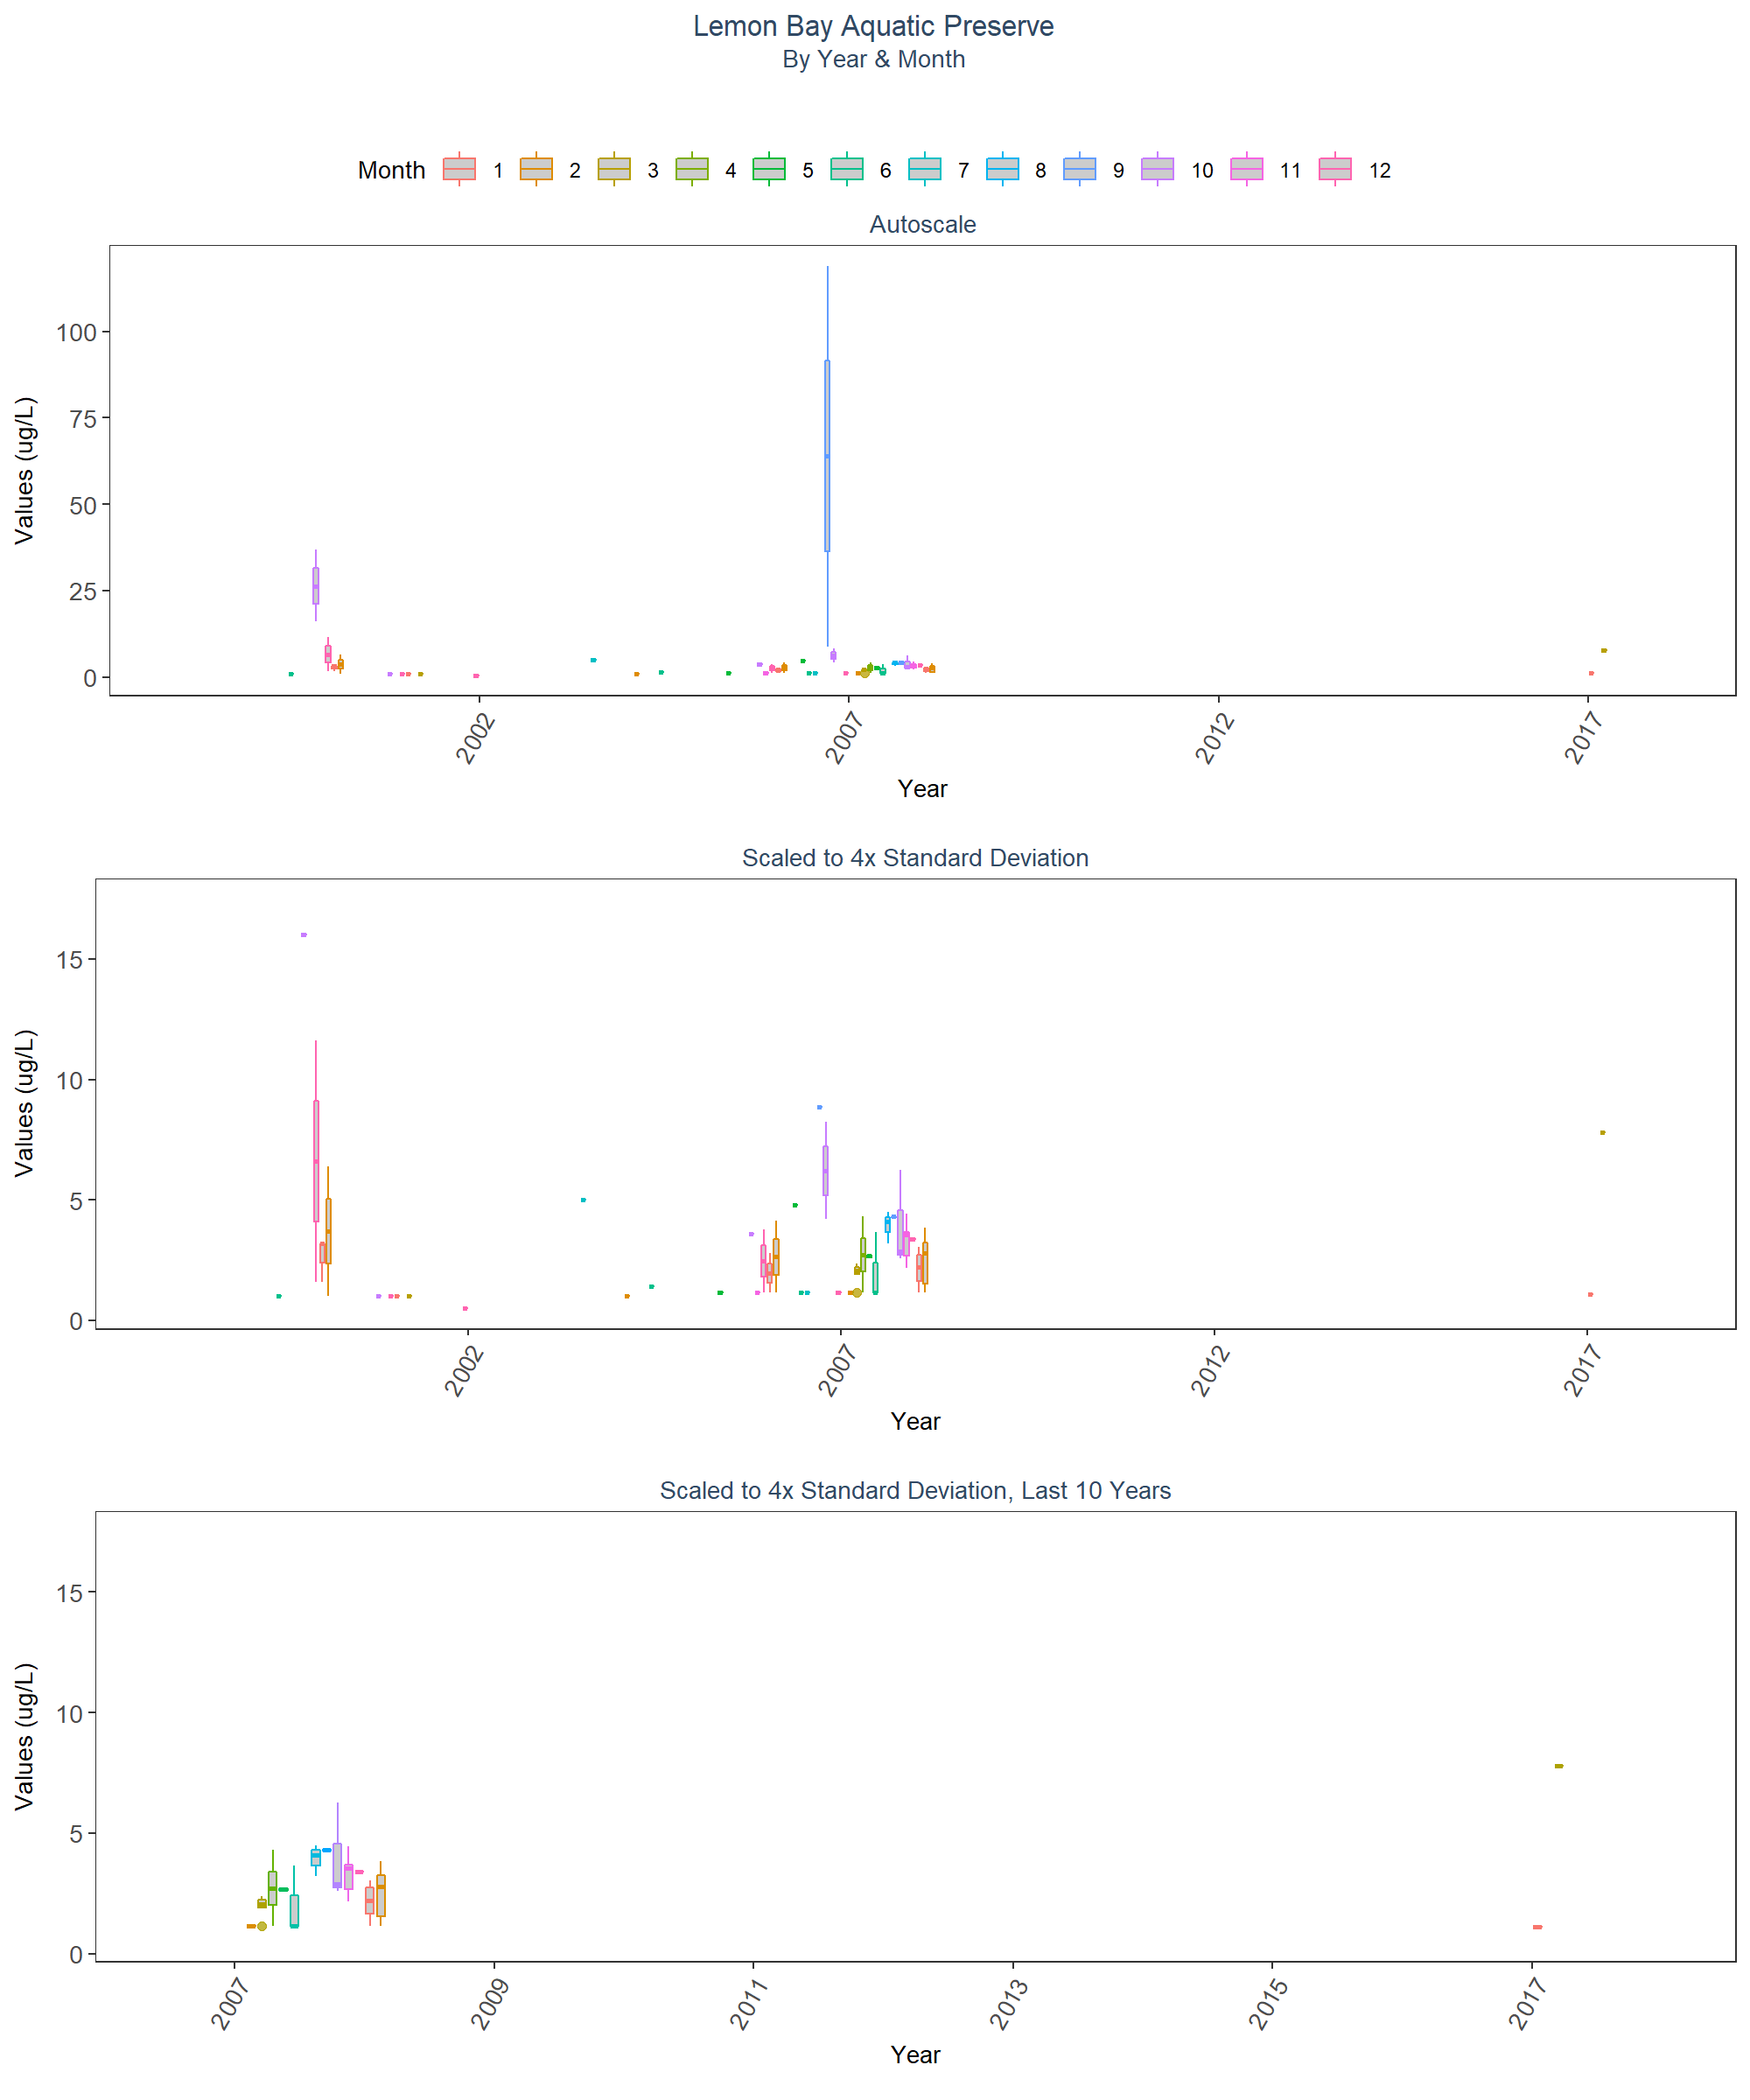 Lemon Bay Aquatic Preserve
By Year & Month
Month 1 2 3 4 5 6 7 8 9 10 11 12
Autoscale
Values (ug/L)
100
75
50
25
0
2002 2007 2012 2017
Year
Scaled to 4x Standard Deviation
Values (ug/L)
15
10
5
0
2002 2007 2012 2017
Year
Scaled to 4x Standard Deviation, Last 10 Years
Values (ug/L)
15
10
5
0
2007 2009 2011 2013 2015 2017
Year